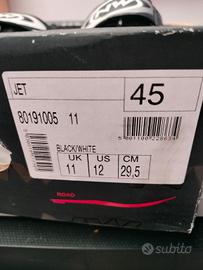 JET
45
80191005 11
BLACK/WHITE
UK US CM
11 12 29,5
ROAD
subito